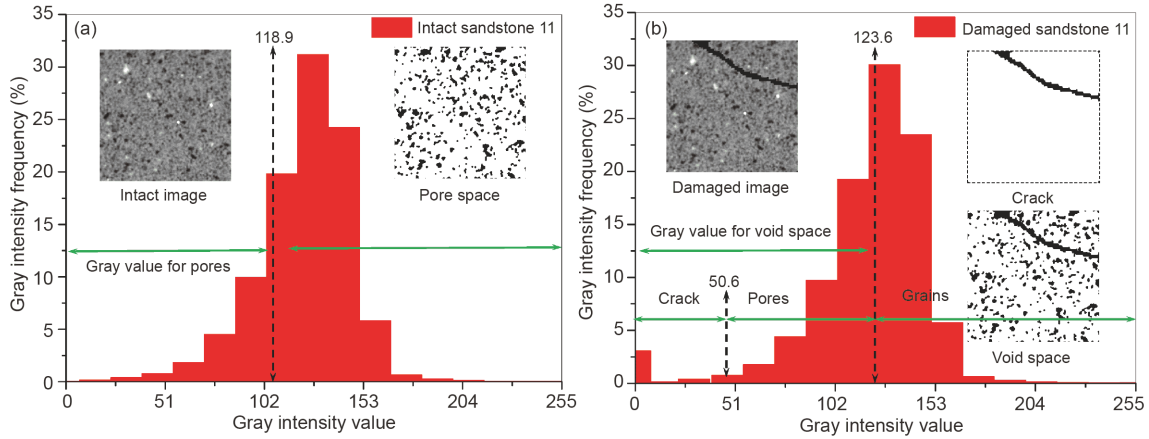 (a)
Intact sandstone 11
118.9
Intact image
Pore space
Gray value for pores
35
30
25
20
15
10
5
0
0 51 102 153 204 255
Gray intensity value
Gray intensity frequency (%)
(b)
Damaged sandstone 11
123.6
Damaged image
Crack
Gray value for void space
50.6
Crack
Pores
Grains
Void space
35
30
25
20
15
10
5
0
0 51 102 153 204 255
Gray intensity value
Gray intensity frequency (%)